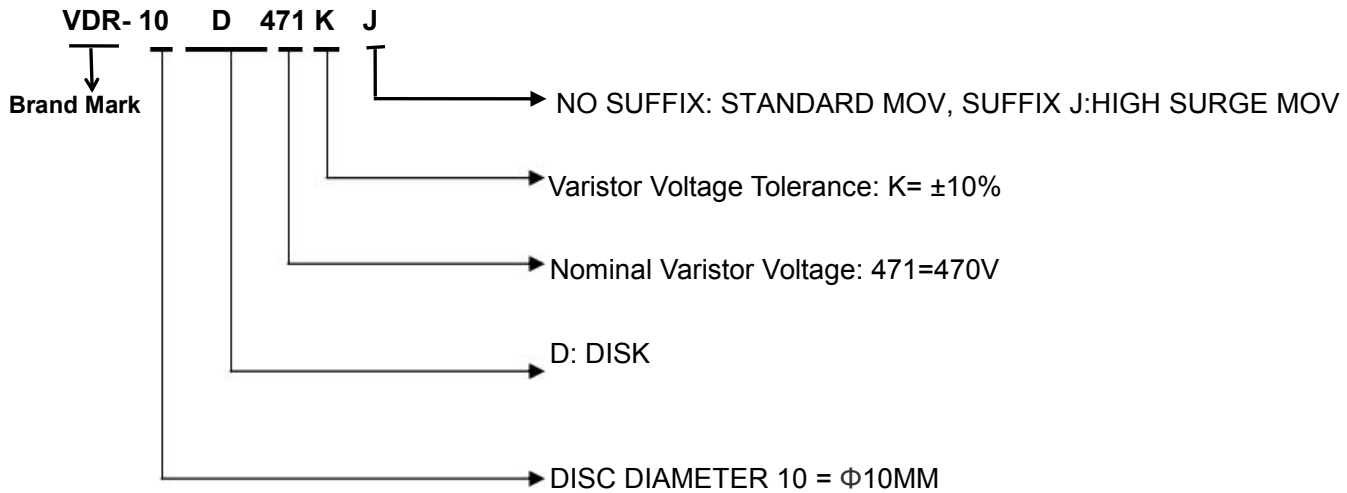 VDR- 10 D 471 K J
Brand Mark
NO SUFFIX: STANDARD MOV, SUFFIX J:HIGH SURGE MOV
Varistor Voltage Tolerance: K= ±10%
Nominal Varistor Voltage: 471=470V
D: DISK
DISC DIAMETER 10 = Φ10MM